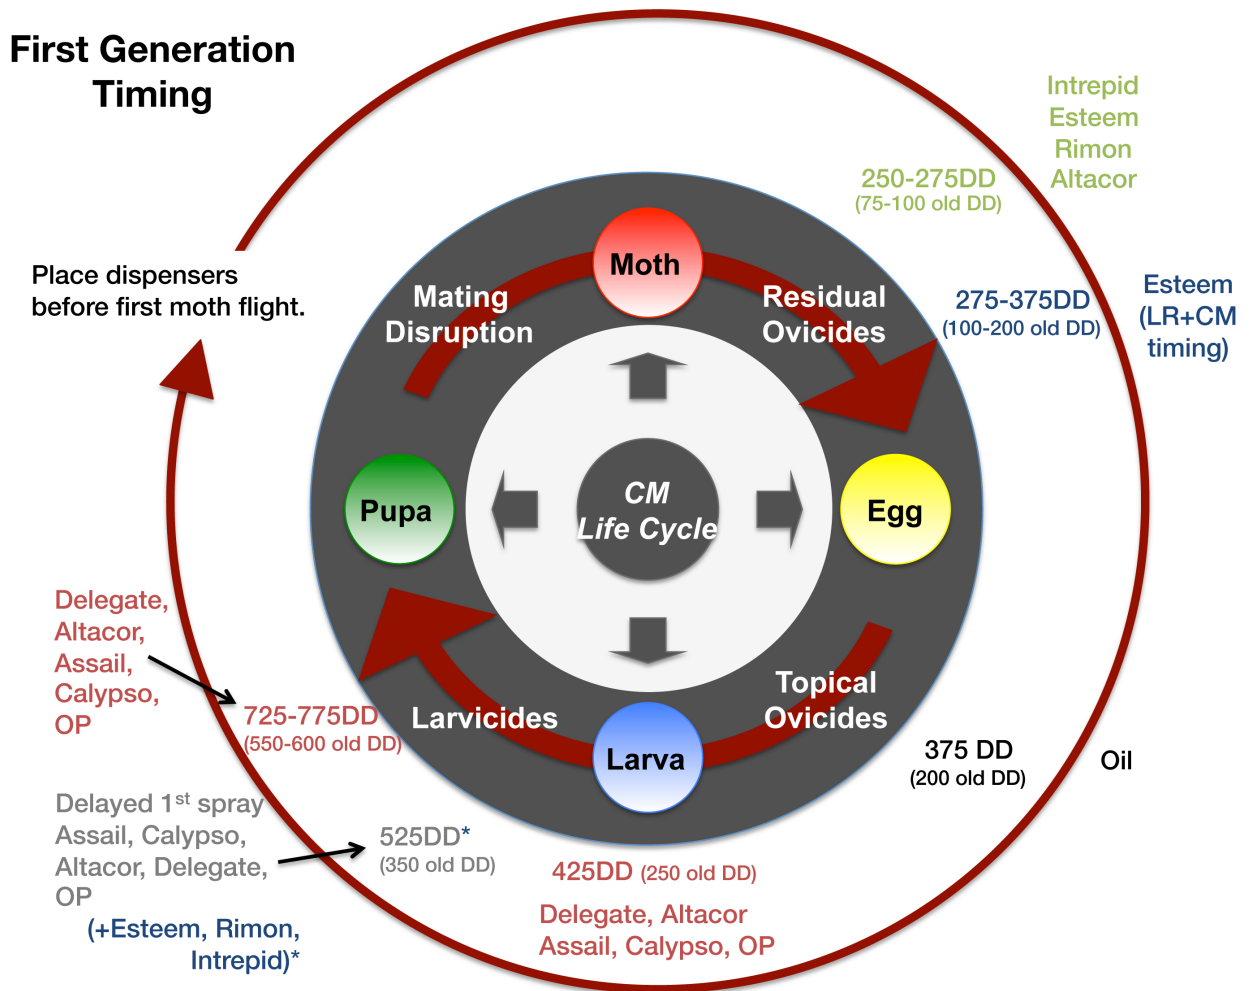 First Generation
Timing
Intrepid
Esteem
Rimon
Altacor
250-275DD
(75-100 old DD)
Place dispensers
before first moth flight.
Moth
Mating
Disruption
Residual
Ovicides
275-375DD
(100-200 old DD)
Esteem
(LR+CM
timing)
Pupa
CM
Life Cycle
Egg
Delegate,
Altacor,
Assail,
Calypso,
OP
725-775DD
(550-600 old DD)
Larvicides
Larva
Topical
Ovicides
375 DD
(200 old DD)
Oil
Delayed 1st spray
Assail, Calypso,
Altacor, Delegate,
OP
(+Esteem, Rimon,
Intrepid)*
525DD*
(350 old DD)
425DD (250 old DD)
Delegate, Altacor
Assail, Calypso, OP